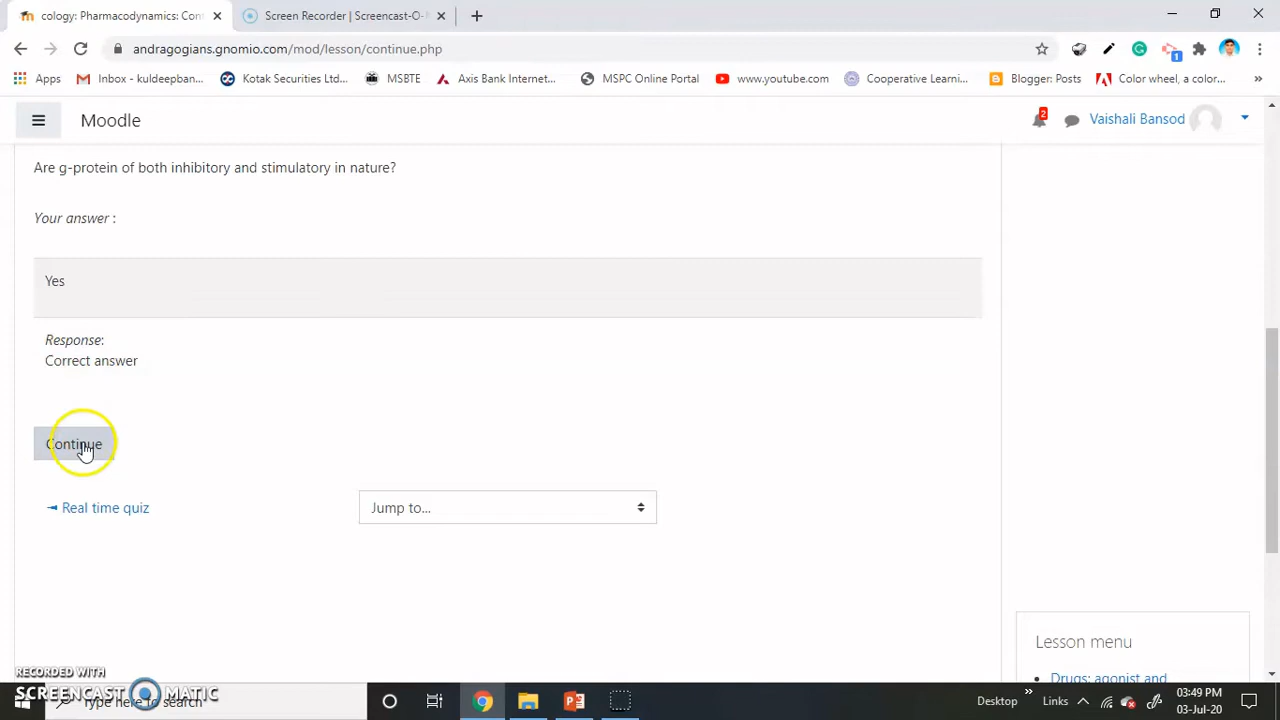 cology: Pharmacodynamics: Con
Screen Recorder | Screencast-O-
andragogians.gnomio.com/mod/lesson/continue.php
1
Apps
Inbox - kuldeepban...
Kotak Securities Ltd...
MSBTE
Axis Bank Internet...
MSPC Online Portal
www.youtube.com
Cooperative Learni...
Blogger: Posts
Color wheel, a color...
»
Moodle
2
Vaishali Bansod
Are g-protein of both inhibitory and stimulatory in nature?
Your answer :
Yes
Response:
Correct answer
Continue
◄ Real time quiz
Jump to...
Lesson menu
Drugs: agonist and
RECORDED WITH
SCREENCAST MATIC
Type here to search
Desktop
»
Links
03:49 PM
03-Jul-20